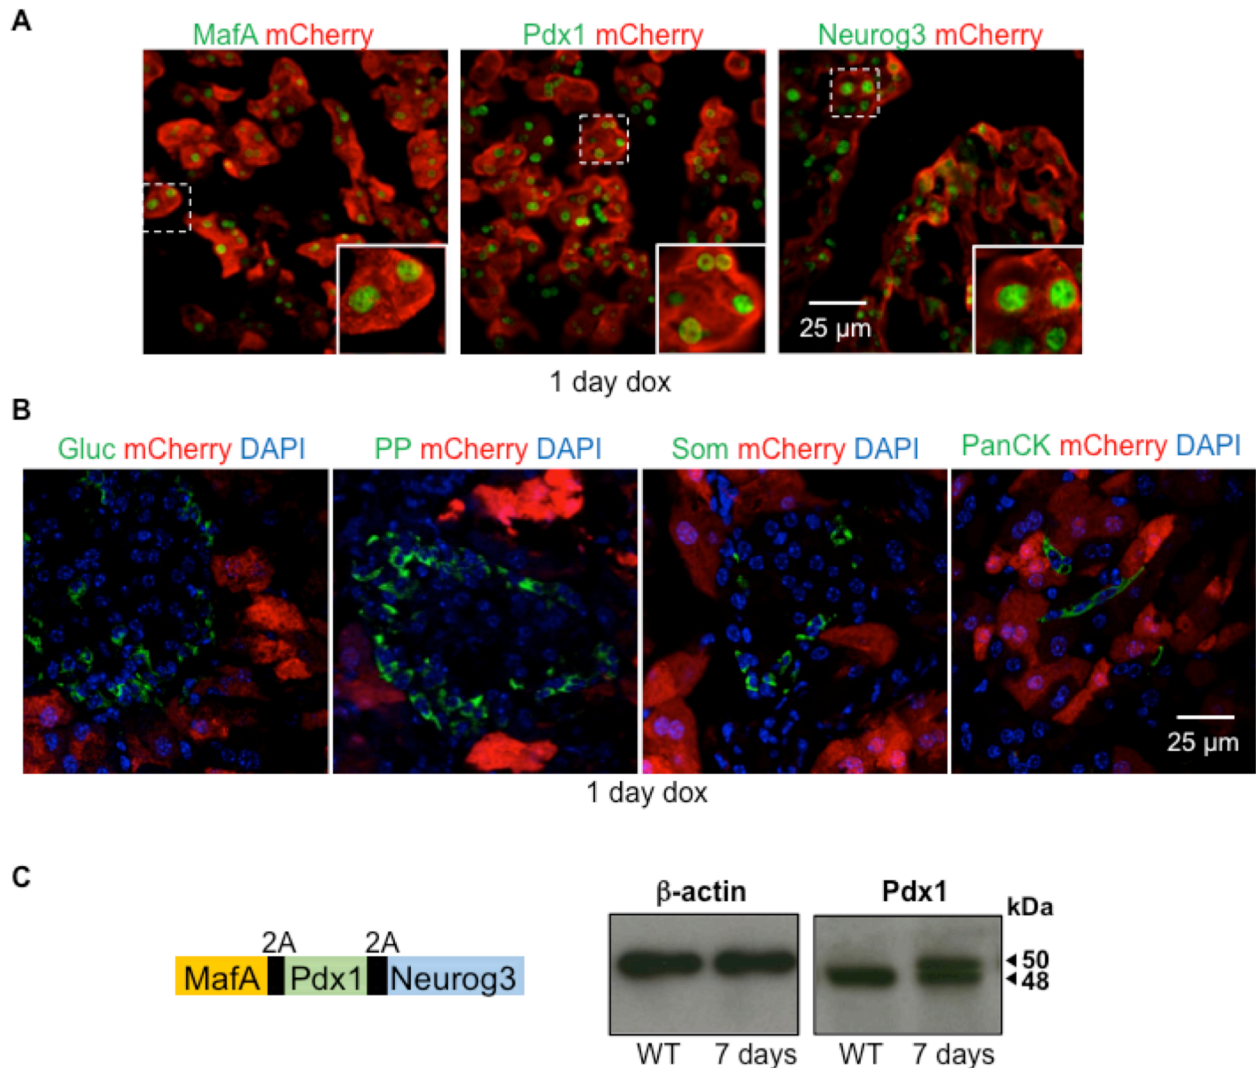 A
MafA mCherry
Pdx1 mCherry
Neurog3 mCherry
25 µm
1 day dox
B
Gluc mCherry DAPI
PP mCherry DAPI
Som mCherry DAPI
PanCK mCherry DAPI
25 µm
1 day dox
C
2A 2A
MafA Pdx1 Neurog3
β-actin
Pdx1
kDa
50
48
WT 7 days
WT 7 days